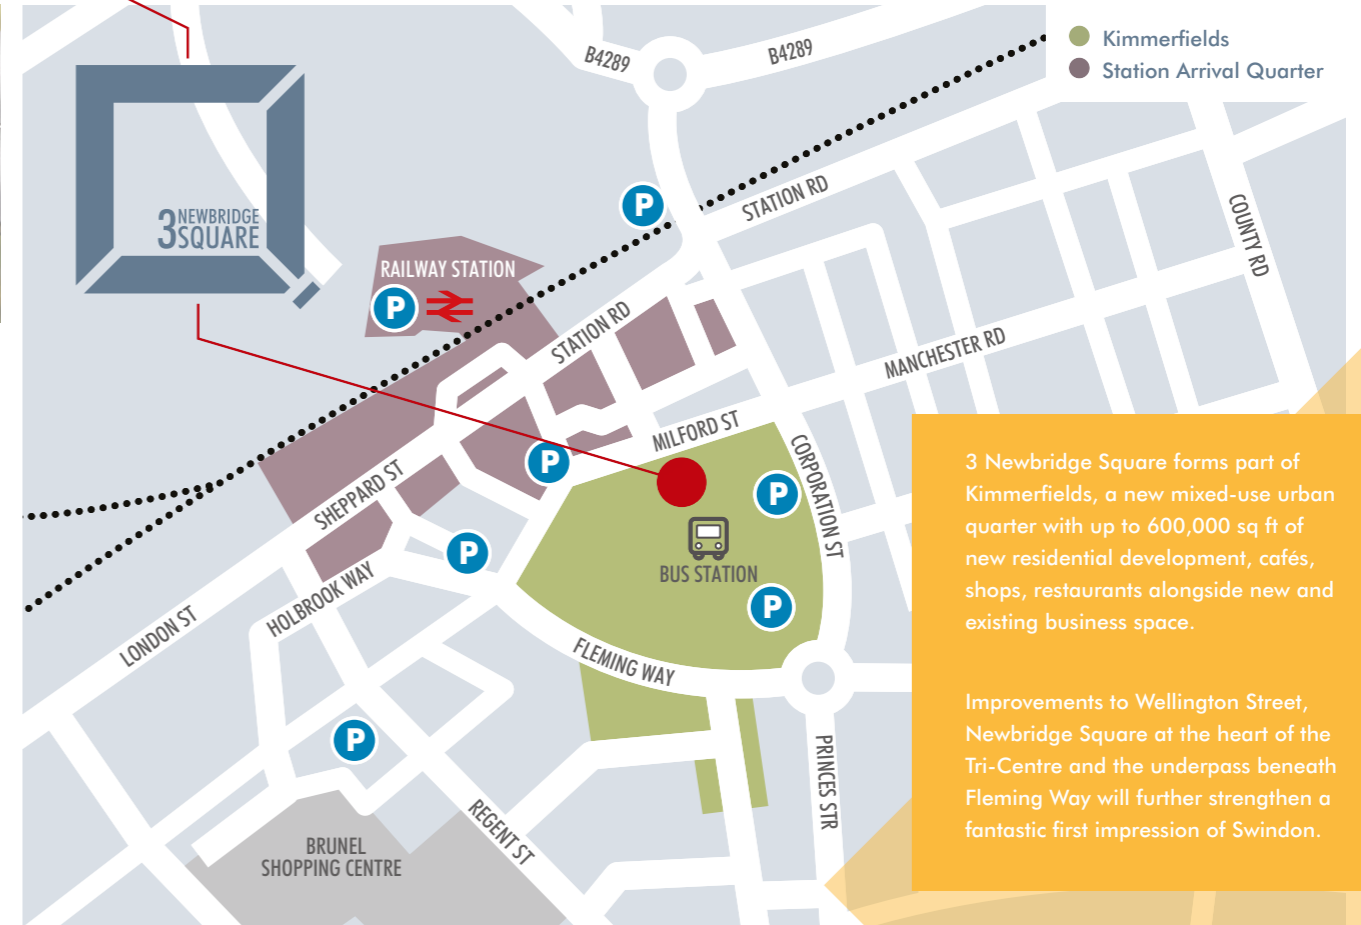 B4289
B4289
Kimmerfields
Station Arrival Quarter
3 NEWBRIDGE
SQUARE
P
STATION RD
COUNTY RD
RAILWAY STATION
P
STATION RD
MANCHESTER RD
MILFORD ST
P
CORPORATION ST
P
SHEPPARD ST
P
BUS STATION
P
HOLBROOK WAY
LONDON ST
FLEMING WAY
P
PRINCES STR
REGENT ST
BRUNEL
SHOPPING CENTRE
3 Newbridge Square forms part of
Kimmerfields, a new mixed-use urban
quarter with up to 600,000 sq ft of
new residential development, cafés,
shops, restaurants alongside new and
existing business space.
Improvements to Wellington Street,
Newbridge Square at the heart of the
Tri-Centre and the underpass beneath
Fleming Way will further strengthen a
fantastic first impression of Swindon.